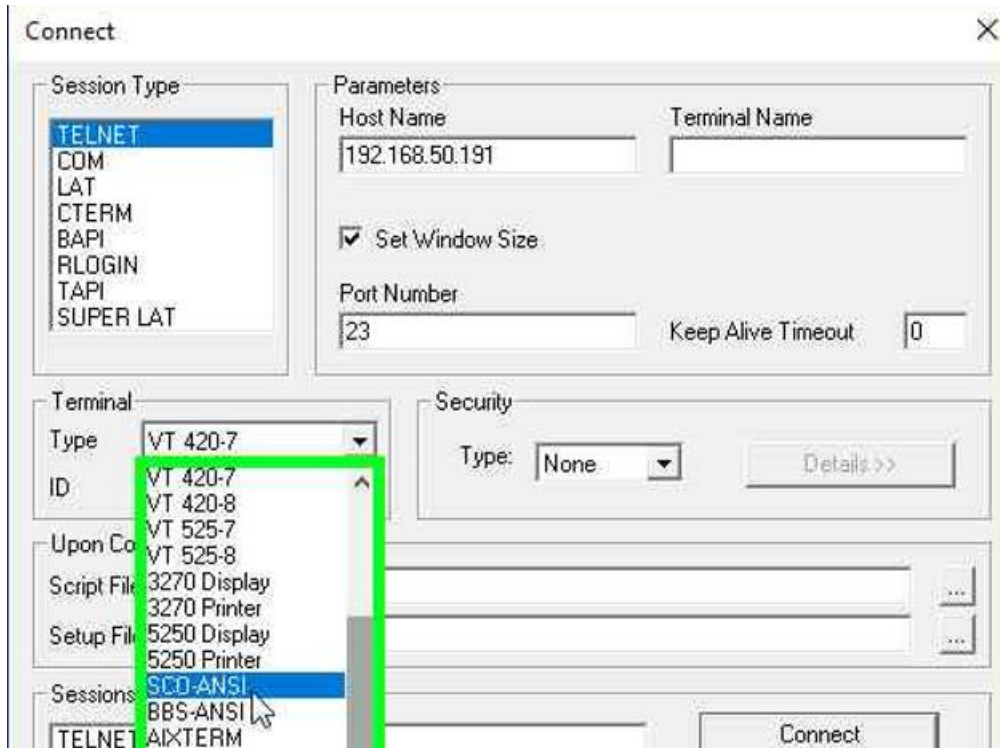 Connect
Session Type
TELNET
COM
LAT
CTERM
BAPI
RLOGIN
TAPI
SUPER LAT
Parameters
Host Name
192.168.50.191
Terminal Name
Set Window Size
Port Number
23
Keep Alive Timeout
0
Terminal
Type
VT 420-7
ID
VT 420-7
VT 420-8
VT 525-7
VT 525-8
3270 Display
3270 Printer
5250 Display
5250 Printer
SCO-ANSI
BBS-ANSI
AIXTERM
Security
Type:
None
Details >>
Upon Co
Script File
...
Setup File
...
Sessions
TELNET
Connect